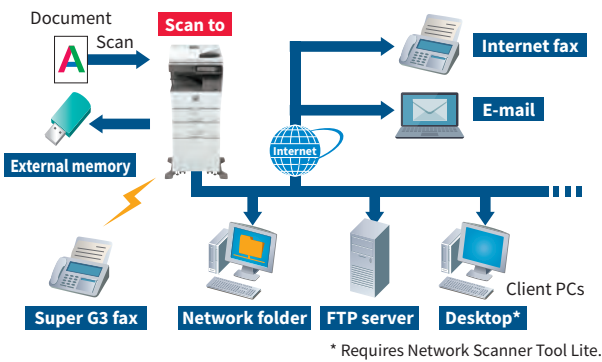 Document
Scan
Scan to
Internet fax
E-mail
Internet
External memory
Client PCs
Super G3 fax
Network folder
FTP server
Desktop*
* Requires Network Scanner Tool Lite.